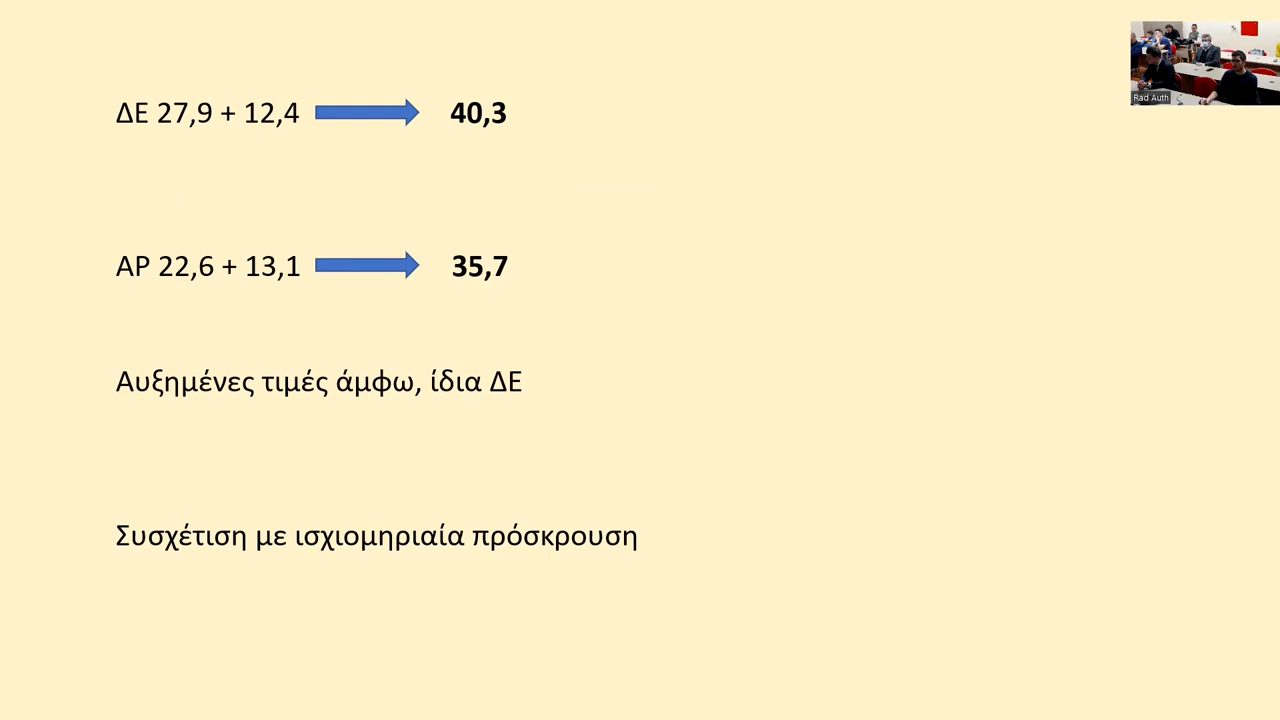 ΔΕ 27,9 + 12,4 40,3
ΑΡ 22,6 + 13,1 35,7
Αυξημένες τιμές άμφω, ίδια ΔΕ
Συσχέτιση με ισχιομηριαία πρόσκρουση
Rad Auth